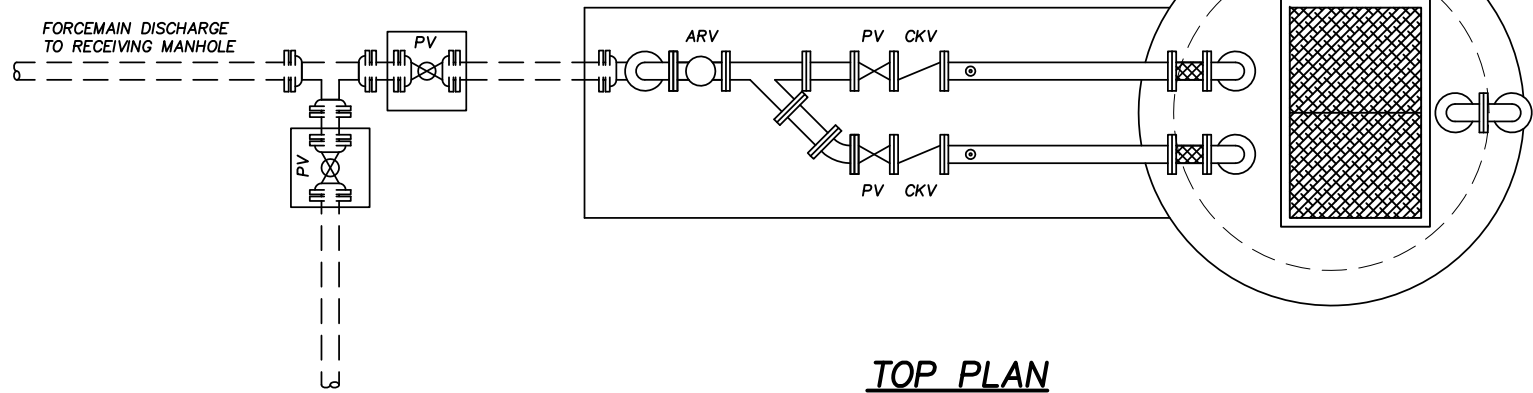 FORCEMAIN DISCHARGE
TO RECEIVING MANHOLE
PV
ARV
PV CKV
PV
PV CKV
TOP PLAN